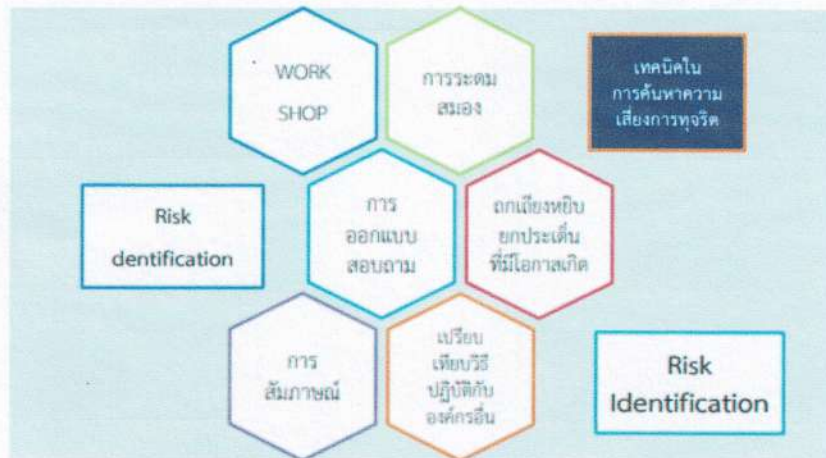 WORK
SHOP
การระดม
สมอง
เทคนิคใน
การค้นหาความ
เสี่ยงการทุจริต
Risk
dentification
การ
ออกแบบ
สอบถาม
ถกเถียงหยิบ
ยกประเด็น
ที่มีโอกาสเกิด
การ
สัมภาษณ์
เปรียบ
เทียบวิธี
ปฏิบัติกับ
องค์กรอื่น
Risk
Identification